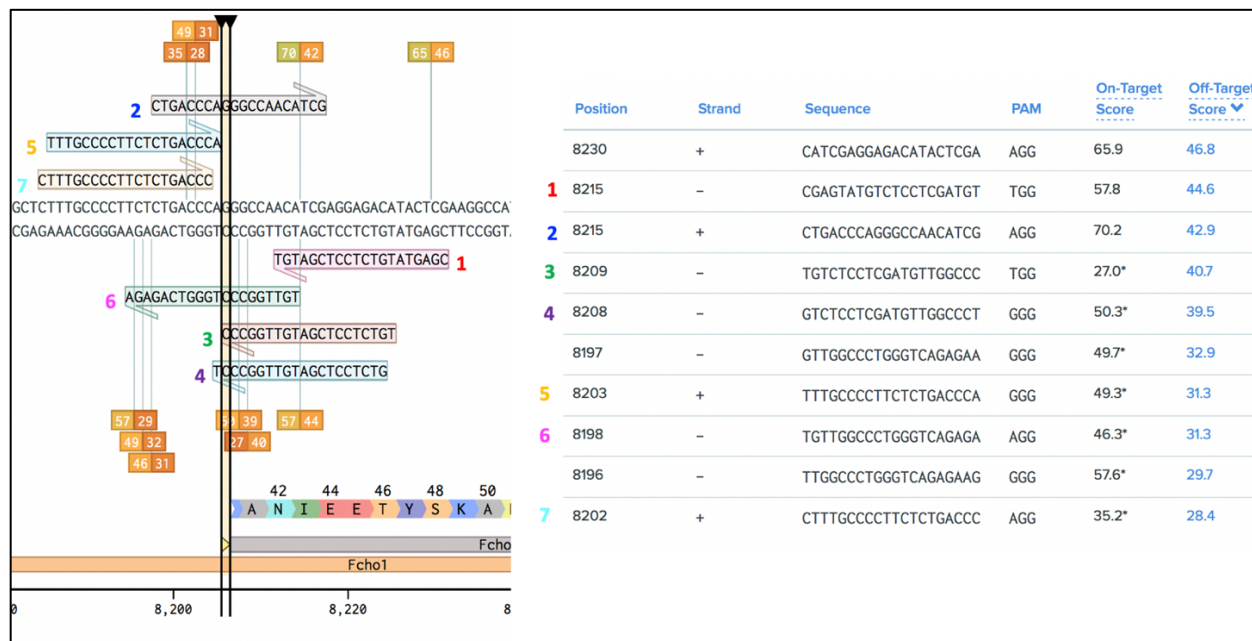 49 31
35 28
70 42
65 46
2 CTGACCCAGGGCCAACATCG
5 TTTGCCCCTTCTCTGACCCA
7 CTTTGCCCCTTCTCTGACCC
GCTCTTTGCCCCTTCTCTGACCCAGGGCCAACATCGAGGAGACATACTCGAAGGCCA
CGAGAAACGGGGAAGAGACTGGGTCCCGGTTGTAGCTCCTCTGTATGAGCTTCCGGT
TGTAGCTCCTCTGTATGAGC 1
6 AGAGACTGGGTCCCGGTTGT
3 CCCGGTTGTAGCTCCTCTGT
4 TCCCGGTTGTAGCTCCTCTG
57 29
39
57 44
49 32
27 40
46 31
42 44 46 48 50
A N I E E T Y S K A
Fcho
Fcho1
0 8,200 8,220 8
Position Strand Sequence PAM On-Target Score Off-Target Score
8230 + CATCGAGGAGACATACTCGA AGG 65.9 46.8
1 8215 – CGAGTATGTCTCCTCGATGT TGG 57.8 44.6
2 8215 + CTGACCCAGGGCCAACATCG AGG 70.2 42.9
3 8209 – TGTCTCCTCGATGTTGGCCC TGG 27.0* 40.7
4 8208 – GTCTCCTCGATGTTGGCCCT GGG 50.3* 39.5
8197 – GTTGGCCCTGGGTCAGAGAA GGG 49.7* 32.9
5 8203 + TTTGCCCCTTCTCTGACCCA GGG 49.3* 31.3
6 8198 – TGTTGGCCCTGGGTCAGAGA AGG 46.3* 31.3
8196 – TTGGCCCTGGGTCAGAGAAG GGG 57.6* 29.7
7 8202 + CTTTGCCCCTTCTCTGACCC AGG 35.2* 28.4